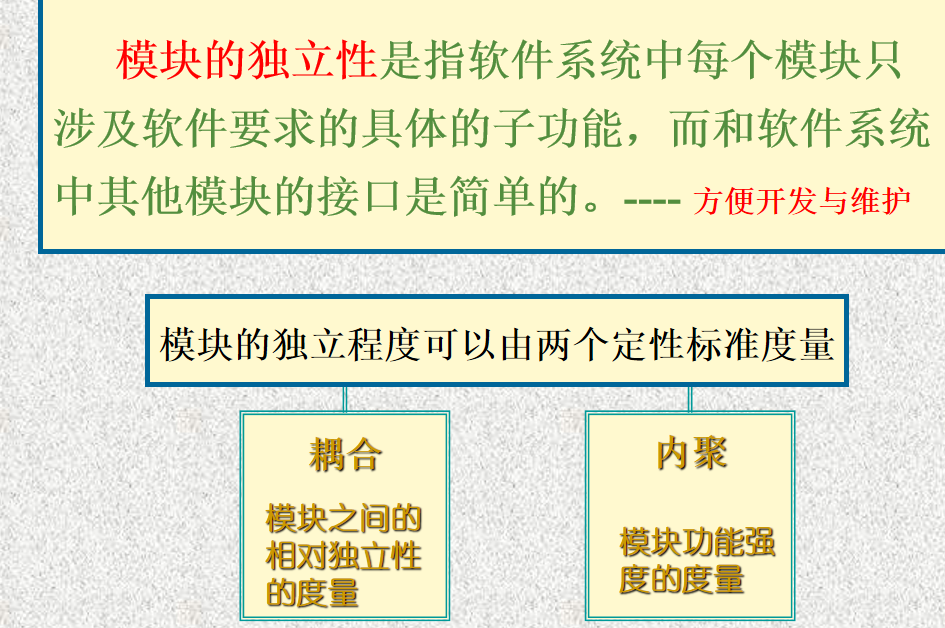 模块的独立性是指软件系统中每个模块只
涉及软件要求的具体的子功能，而和软件系统
中其他模块的接口是简单的。---- 方便开发与维护
模块的独立程度可以由两个定性标准度量
耦合
模块之间的
相对独立性
的度量
内聚
模块功能强
度的度量